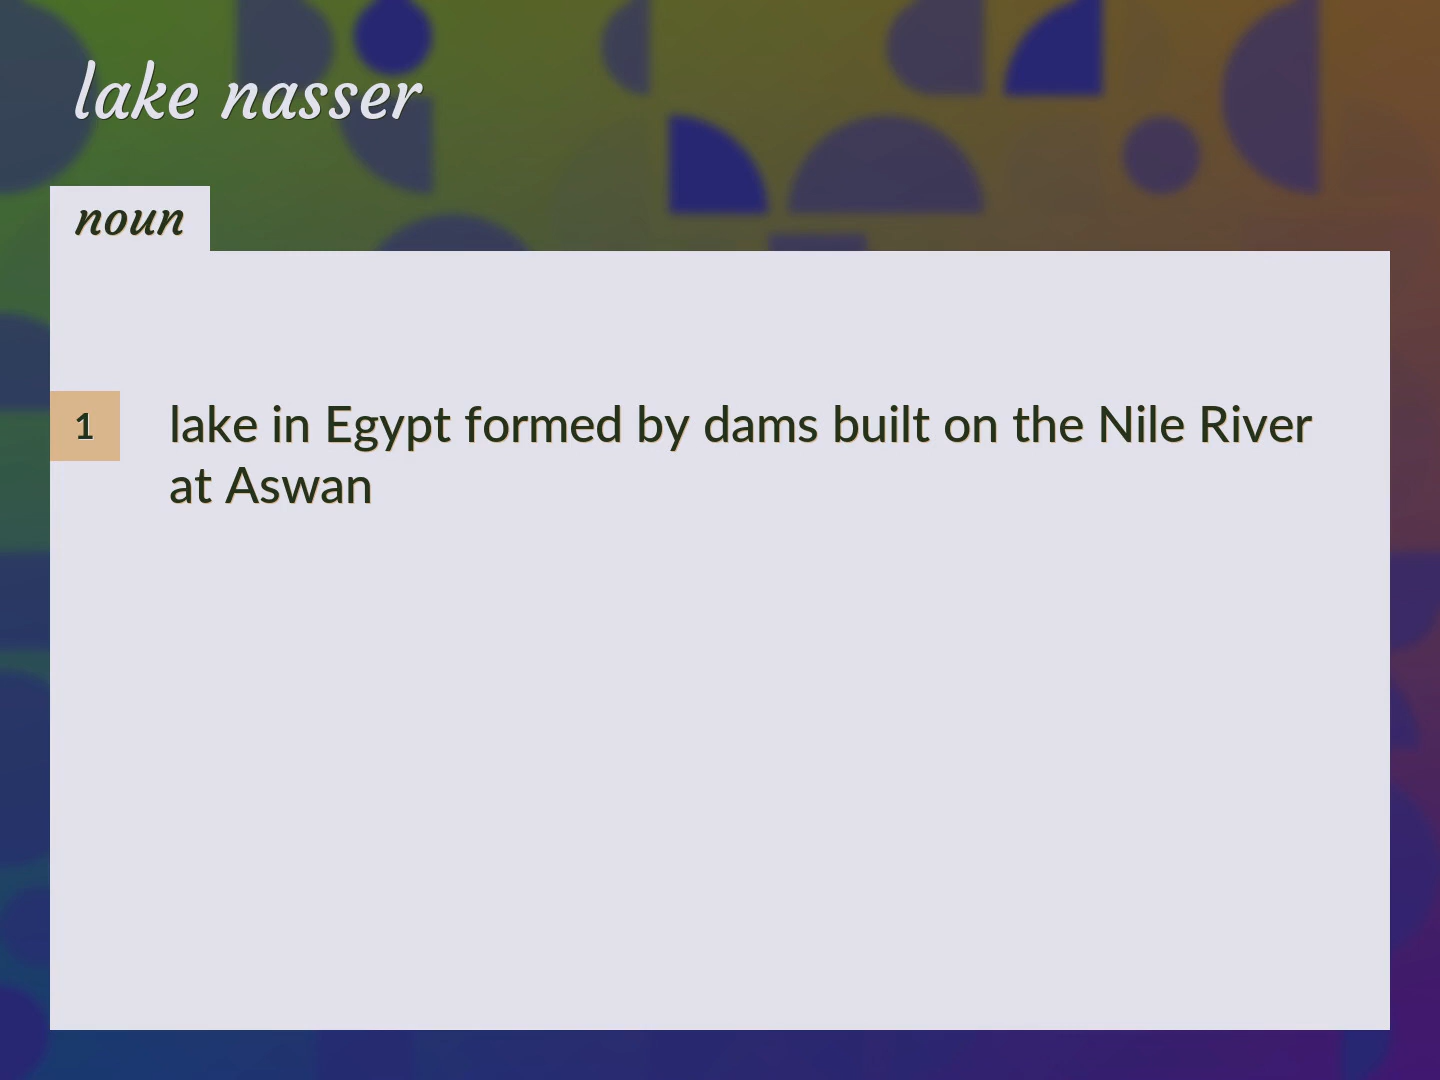 lake nasser
noun
1
lake in Egypt formed by dams built on the Nile River
at Aswan